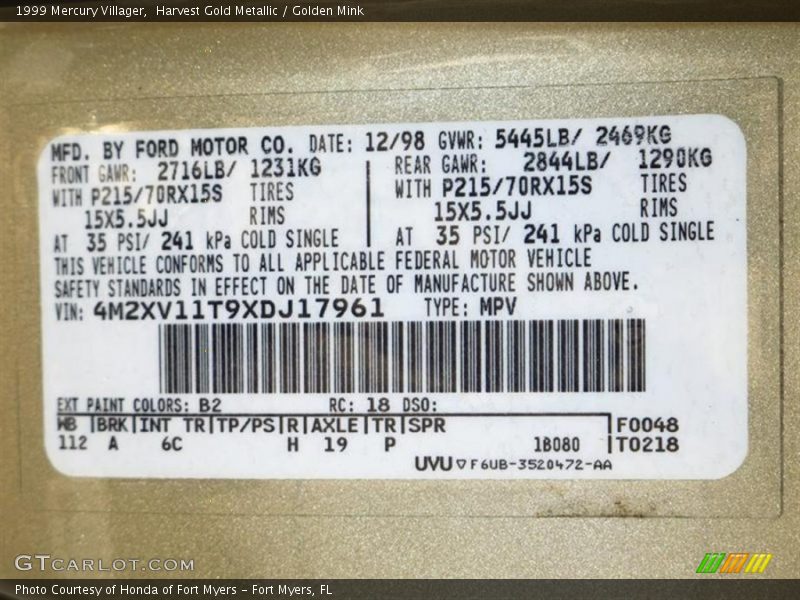 1999 Mercury Villager,  Harvest Gold Metallic / Golden Mink
MFD. BY FORD MOTOR CO. DATE: 12/98 GVWR: 5445LB/ 2469KG
FRONT GAWR: 2716LB/ 1231KG REAR GAWR: 2844LB/ 1290KG
WITH P215/70RX15S TIRES WITH P215/70RX15S TIRES
15X5.5JJ RIMS 15X5.5JJ RIMS
AT 35 PSI/ 241 kPa COLD SINGLE AT 35 PSI/ 241 kPa COLD SINGLE
THIS VEHICLE CONFORMS TO ALL APPLICABLE FEDERAL MOTOR VEHICLE
SAFETY STANDARDS IN EFFECT ON THE DATE OF MANUFACTURE SHOWN ABOVE.
VIN: 4M2XV11T9XDJ17961 TYPE: MPV
EXT PAINT COLORS: B2 RC: 18 DSO:
WB |BRK|INT TR|TP/PS|R|AXLE|TR|SPR F0048
112 A 6C H 19 P 1B080 T0218
UVU F6UB-3520472-AA
GTCARLOT.COM
Photo Courtesy of Honda of Fort Myers – Fort Myers, FL